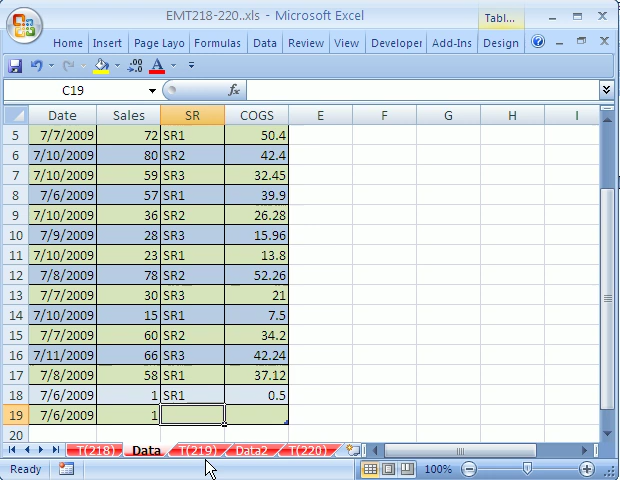 EMT218-220..xls - Microsoft Excel
Tabl...
Home Insert Page Layo Formulas Data Review View Developer Add-Ins Design
C19 fx
Date Sales SR COGS E F G H I
5 7/7/2009 72 SR1 50.4
6 7/10/2009 80 SR2 42.4
7 7/10/2009 59 SR3 32.45
8 7/6/2009 57 SR1 39.9
9 7/10/2009 36 SR2 26.28
10 7/9/2009 28 SR3 15.96
11 7/10/2009 23 SR1 13.8
12 7/8/2009 78 SR2 52.26
13 7/7/2009 30 SR3 21
14 7/10/2009 15 SR1 7.5
15 7/7/2009 60 SR2 34.2
16 7/11/2009 66 SR3 42.24
17 7/8/2009 58 SR1 37.12
18 7/6/2009 1 SR1 0.5
19 7/6/2009 1
20
T(218) Data T(219) Data2 T(220)
Ready 100%